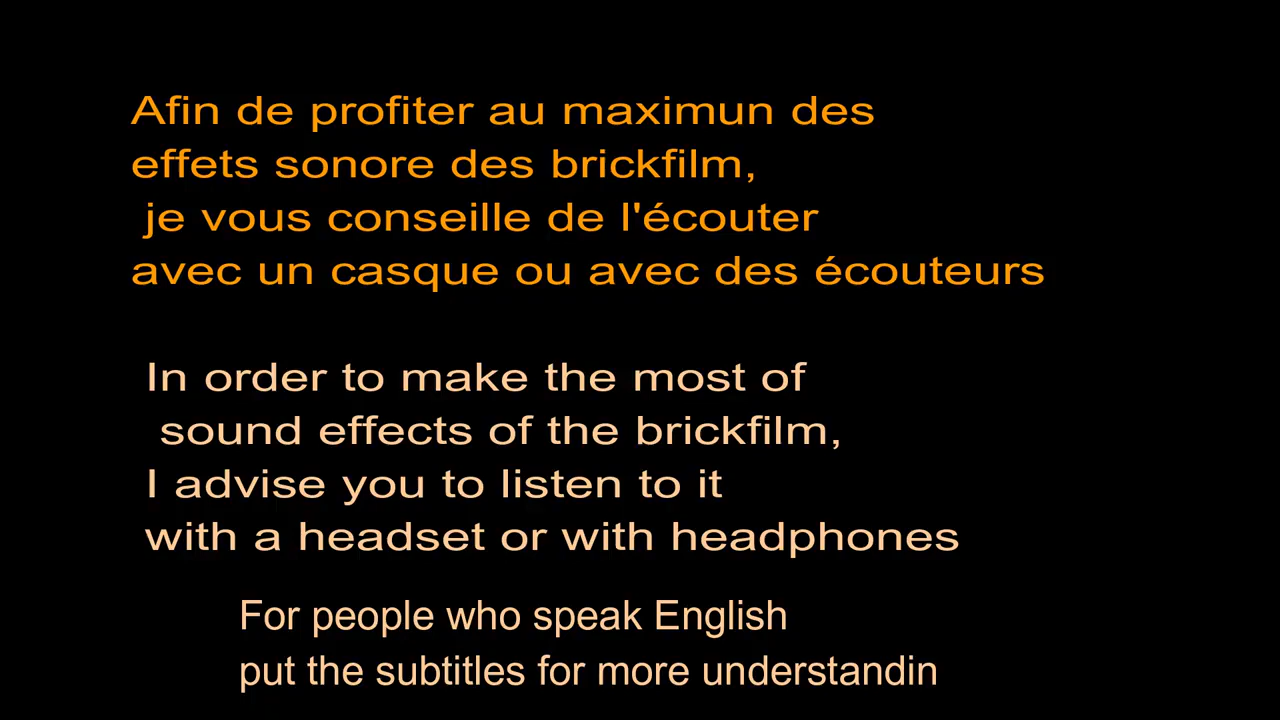 Afin de profiter au maximun des
effets sonore des brickfilm,
je vous conseille de l'écouter
avec un casque ou avec des écouteurs
In order to make the most of
sound effects of the brickfilm,
I advise you to listen to it
with a headset or with headphones
For people who speak English
put the subtitles for more understandin